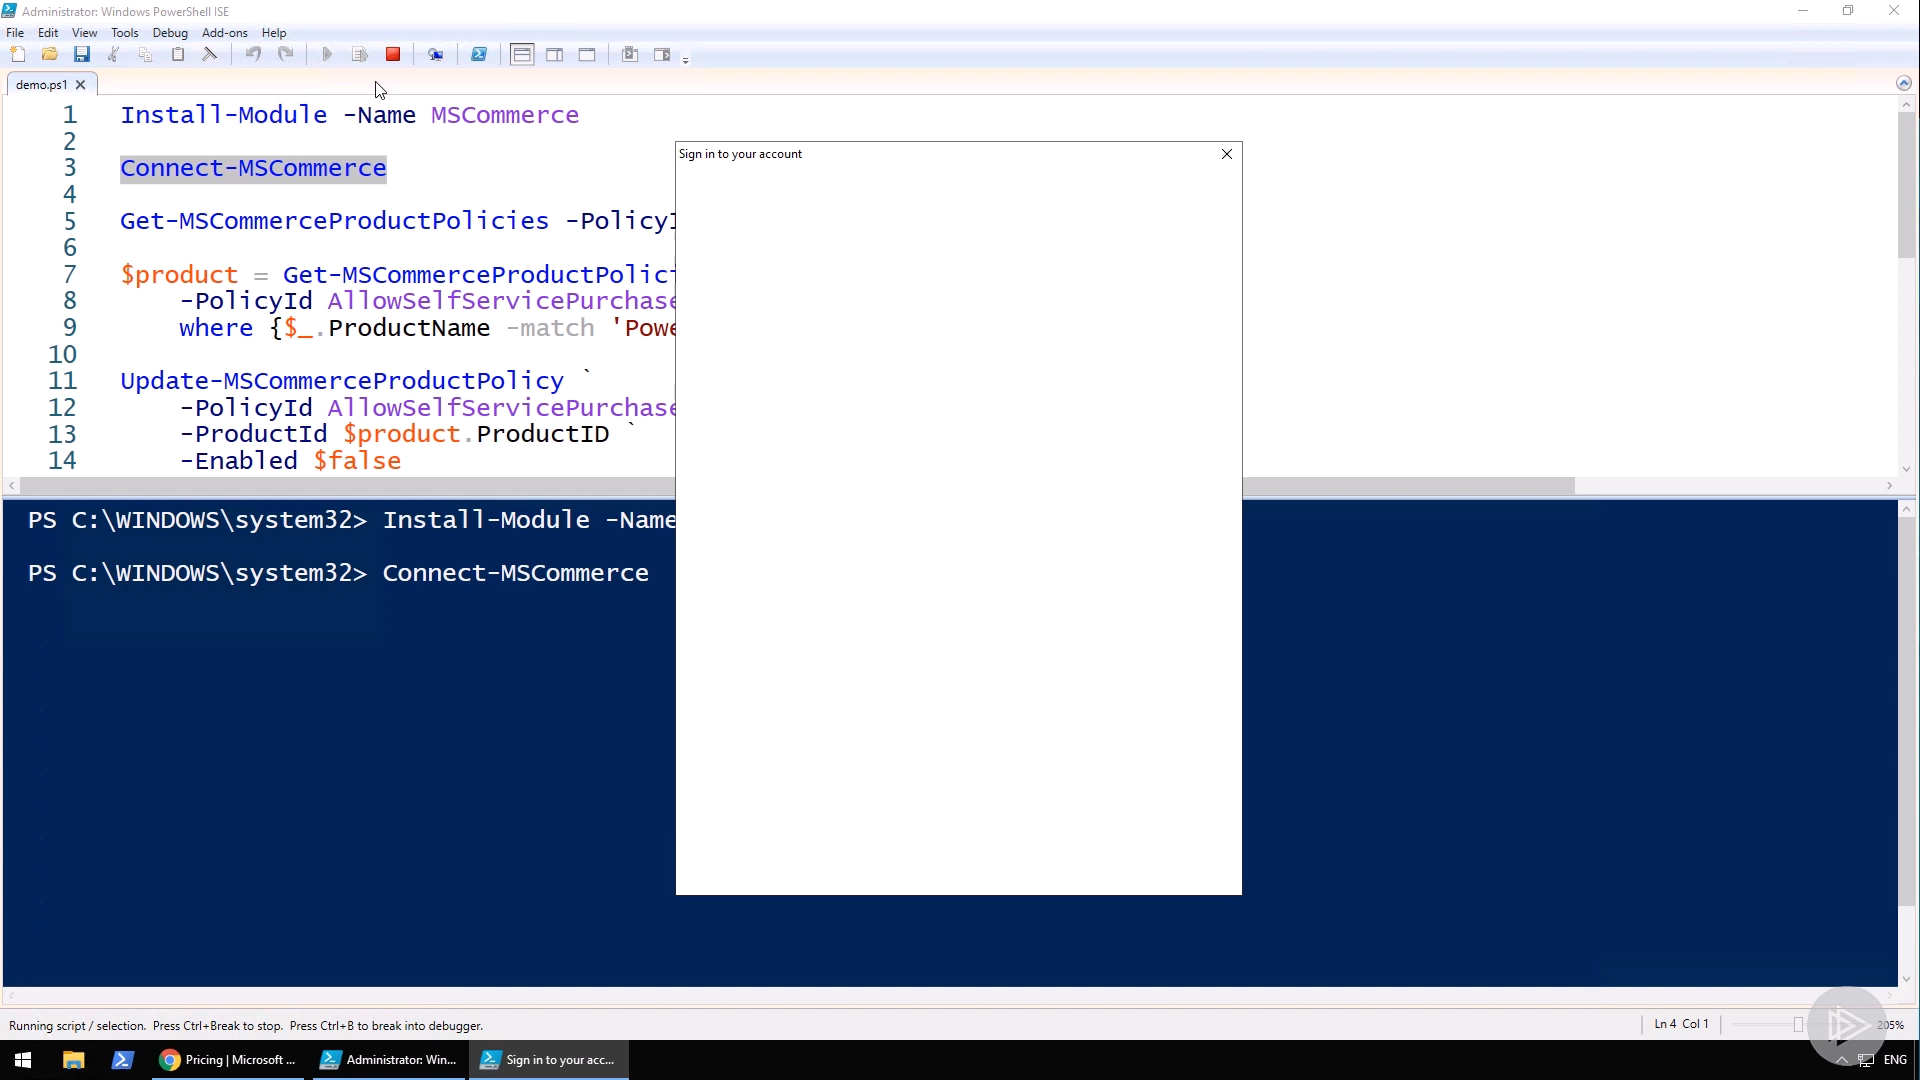 Administrator: Windows PowerShell ISE
File Edit View Tools Debug Add-ons Help
demo.ps1
1 Install-Module -Name MSCommerce
2
3 Connect-MSCommerce
4
5 Get-MSCommerceProductPolicies -PolicyI
6
7 $product = Get-MSCommerceProductPolici
8 -PolicyId AllowSelfServicePurchase
9 where {$_.ProductName -match 'Powe
10
11 Update-MSCommerceProductPolicy `
12 -PolicyId AllowSelfServicePurchase
13 -ProductId $product.ProductID `
14 -Enabled $false
Sign in to your account
PS C:\WINDOWS\system32> Install-Module -Name
PS C:\WINDOWS\system32> Connect-MSCommerce
Running script / selection. Press Ctrl+Break to stop. Press Ctrl+B to break into debugger.
Ln 4 Col 1
205%
Pricing | Microsoft ...
Administrator: Win...
Sign in to your acc...
ENG